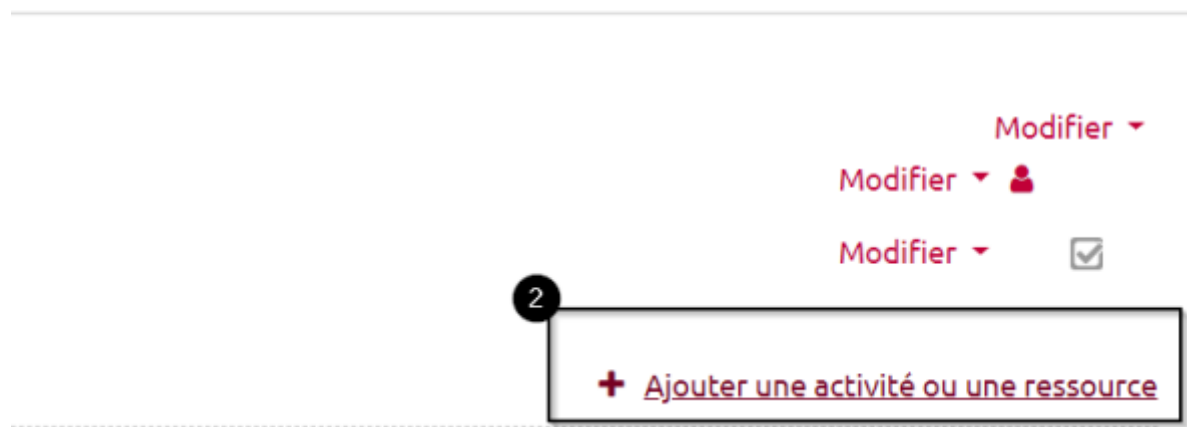 Modifier
Modifier
Modifier
2
Ajouter une activité ou une ressource